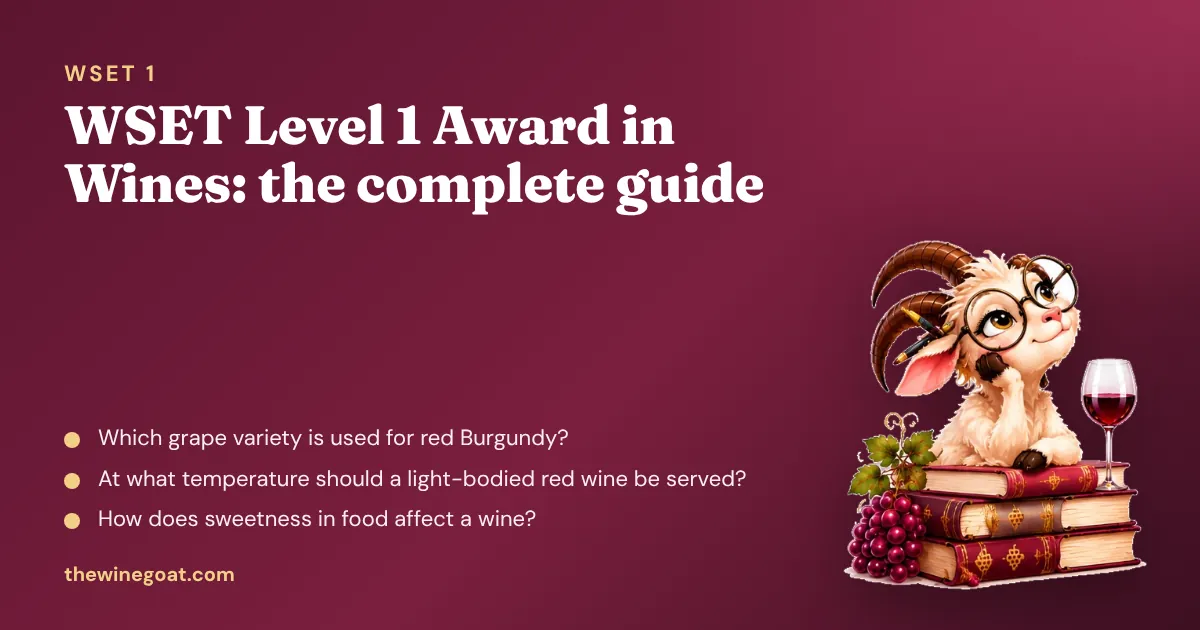 WSET 1
WSET Level 1 Award in
Wines: the complete guide
Which grape variety is used for red Burgundy?
At what temperature should a light-bodied red wine be served?
How does sweetness in food affect a wine?
thewinegoat.com